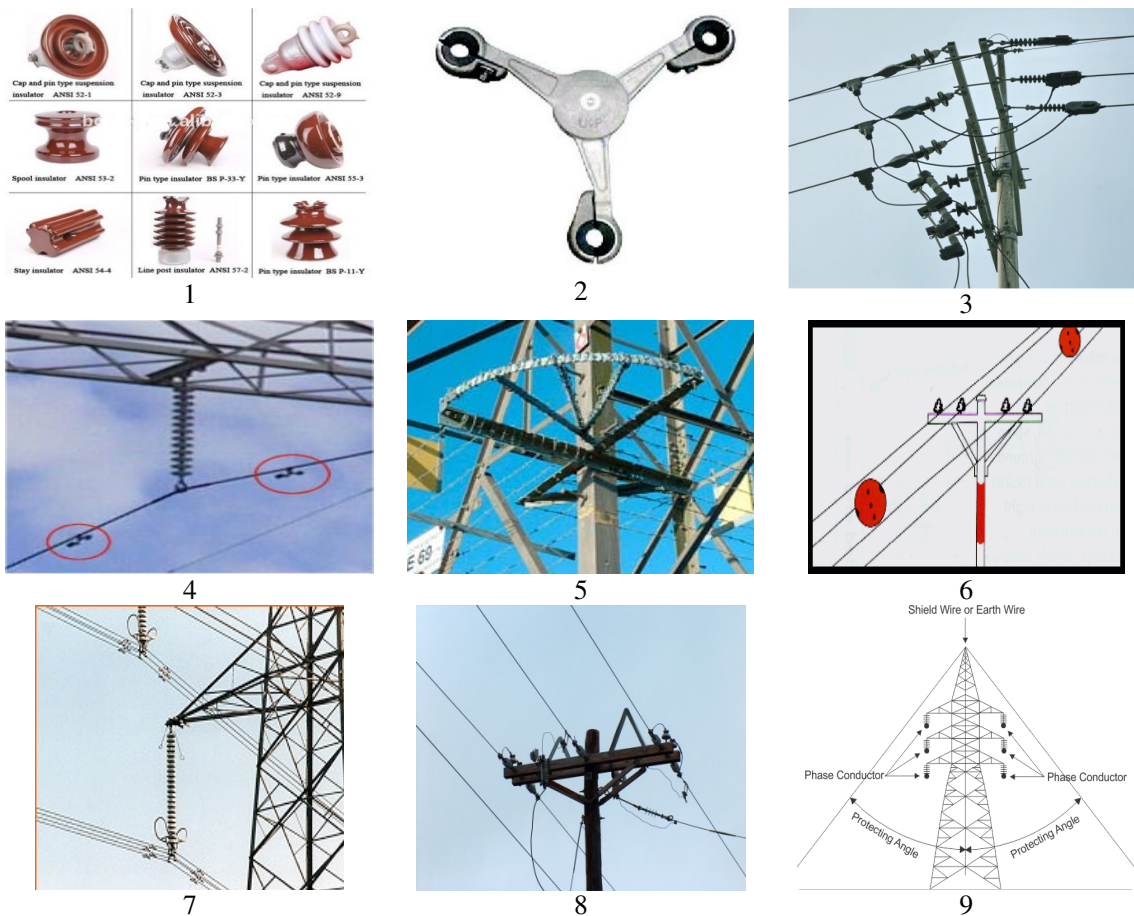 Cap and pin type suspension
insulator ANSI 52-1
Cap and pin type suspension
insulator ANSI 52-3
Cap and pin type suspension
insulator ANSI 52-9
Spool insulator ANSI 53-2
Pin type insulator BS P-33-Y
Pin type insulator ANSI 55-3
Stay insulator ANSI 54-4
Line post insulator ANSI 57-2
Pin type insulator BS P-11-Y
1
2
3
E 69
4
5
6
Shield Wire or Earth Wire
Phase Conductor
Phase Conductor
Protecting Angle
Protecting Angle
7
8
9